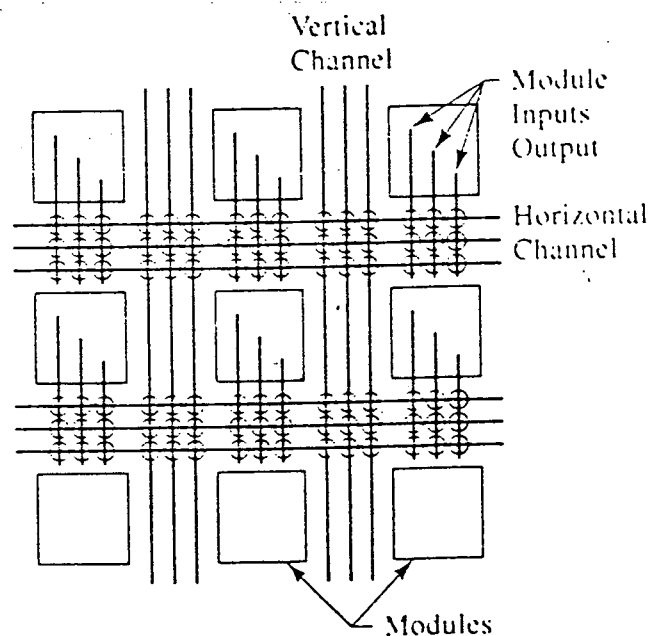 Vertical
Channel
Module
Inputs
Output
Horizontal
Channel
Modules